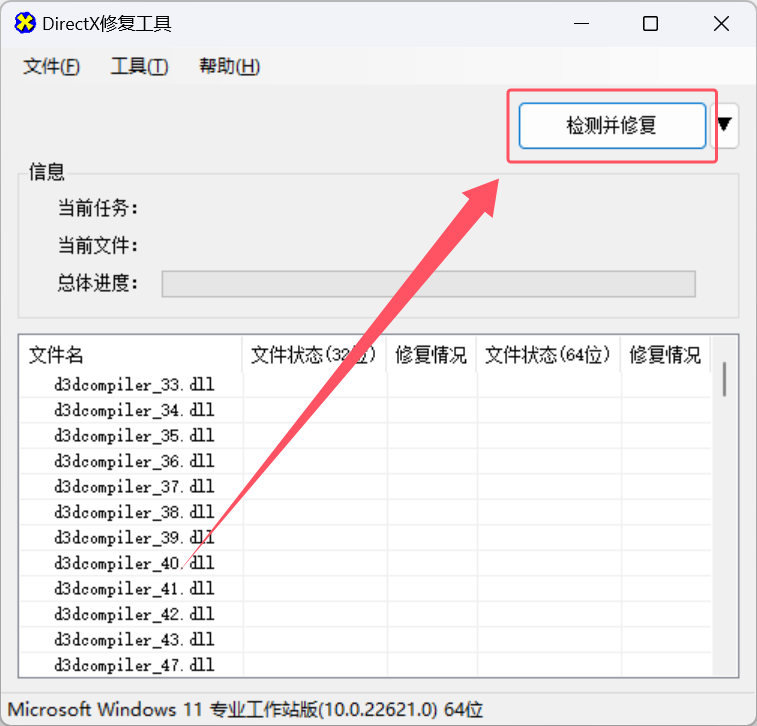 DirectX修复工具
文件(F) 工具(T) 帮助(H)
检测并修复
信息
当前任务：
当前文件：
总体进度：
文件名 文件状态(32位) 修复情况 文件状态(64位) 修复情况
d3dcompiler_33.dll
d3dcompiler_34.dll
d3dcompiler_35.dll
d3dcompiler_36.dll
d3dcompiler_37.dll
d3dcompiler_38.dll
d3dcompiler_39.dll
d3dcompiler_40.dll
d3dcompiler_41.dll
d3dcompiler_42.dll
d3dcompiler_43.dll
d3dcompiler_47.dll
Microsoft Windows 11 专业工作站版(10.0.22621.0) 64位